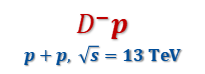 D⁻p
p + p, √s = 13 TeV